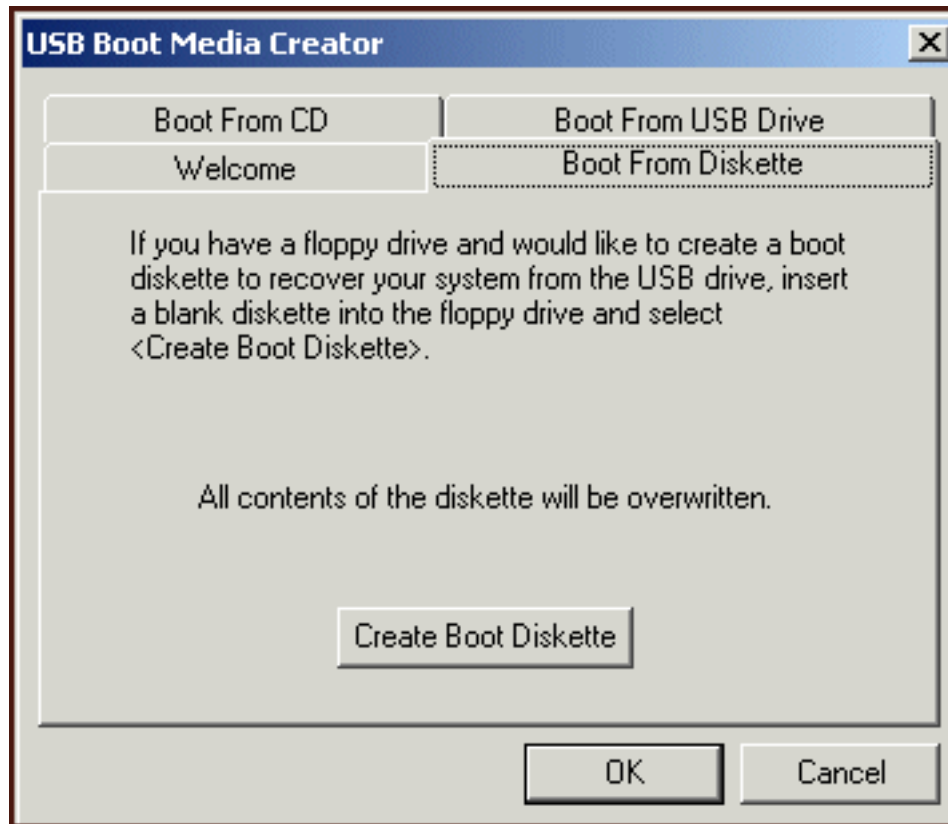 USB Boot Media Creator
Boot From CD
Boot From USB Drive
Welcome
Boot From Diskette
If you have a floppy drive and would like to create a boot
diskette to recover your system from the USB drive, insert
a blank diskette into the floppy drive and select
<Create Boot Diskette>.
All contents of the diskette will be overwritten.
Create Boot Diskette
OK
Cancel